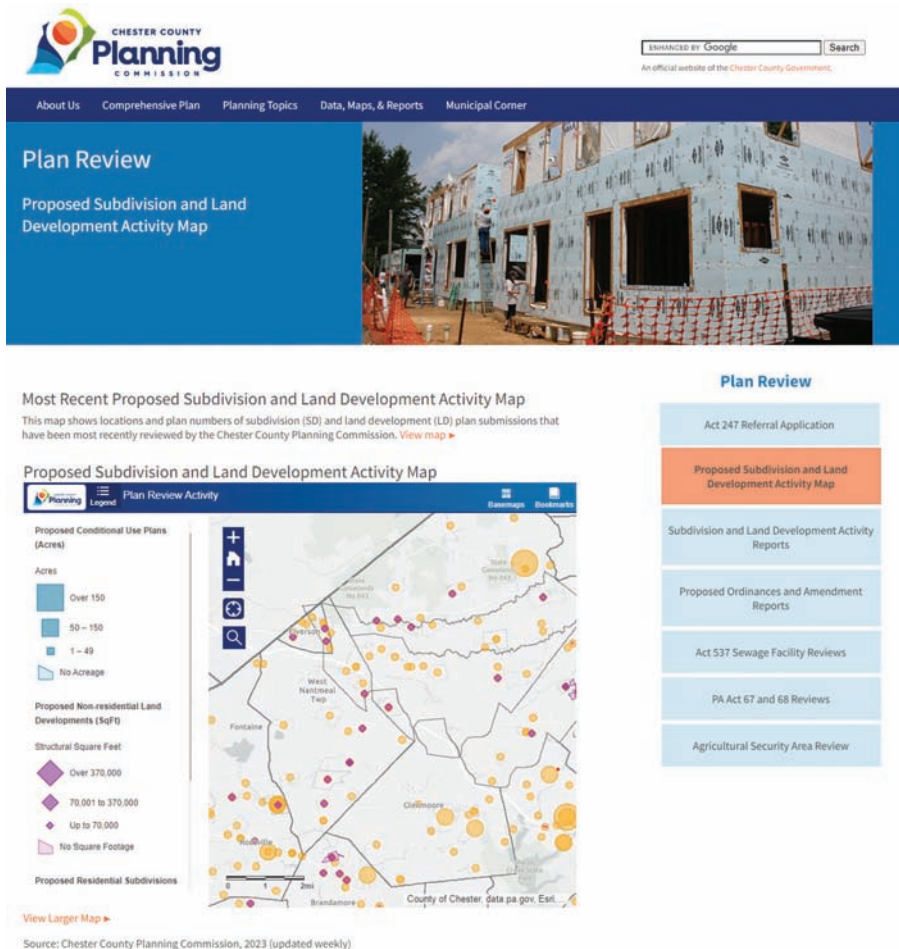 CHESTER COUNTY
Planning
COMMISSION
ENHANCED BY Google
Search
An official website of the Chester County Government.
About Us Comprehensive Plan Planning Topics Data, Maps, & Reports Municipal Corner
Plan Review
Proposed Subdivision and Land
Development Activity Map
Most Recent Proposed Subdivision and Land Development Activity Map
This map shows locations and plan numbers of subdivision (SD) and land development (LD) plan submissions that
have been most recently reviewed by the Chester County Planning Commission. View map ►
Proposed Subdivision and Land Development Activity Map
Planning
Legend
Plan Review Activity
Basemaps
Bookmarks
Proposed Conditional Use Plans
(Acres)
Acres
Over 150
50 – 150
1 – 49
No Acreage
Proposed Non-residential Land
Developments (SqFt)
Structural Square Feet
Over 370,000
70,001 to 370,000
Up to 70,000
No Square Footage
Proposed Residential Subdivisions
State
Gamelands
No 043
Elverson
West
Nantmeal
Twp
Fontaine
Glenmoore
Rockville
Brandamore
0 1 2mi
County of Chester, data.pa.gov, Esri,...
View Larger Map ►
Source: Chester County Planning Commission, 2023 (updated weekly)
Plan Review
Act 247 Referral Application
Proposed Subdivision and Land
Development Activity Map
Subdivision and Land Development Activity
Reports
Proposed Ordinances and Amendment
Reports
Act 537 Sewage Facility Reviews
PA Act 67 and 68 Reviews
Agricultural Security Area Review